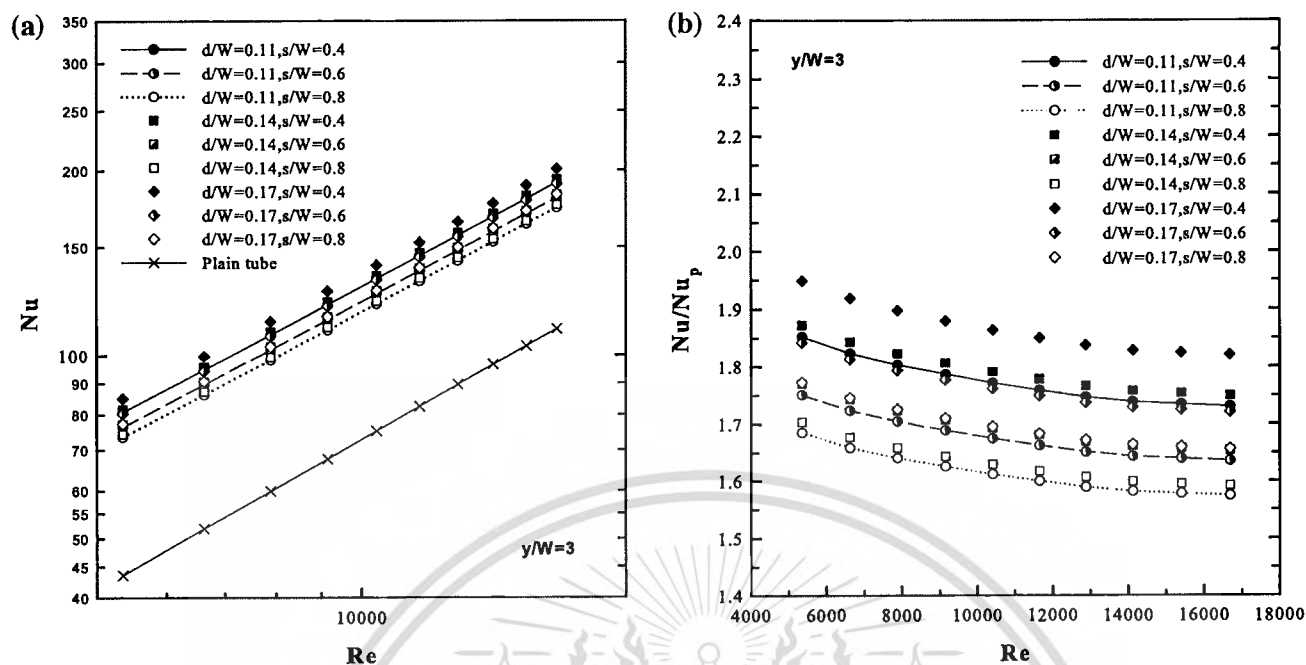 (a)
350
300
250
200
150
100
90
80
70
60
50
45
40
Nu
d/W=0.11,s/W=0.4
d/W=0.11,s/W=0.6
d/W=0.11,s/W=0.8
d/W=0.14,s/W=0.4
d/W=0.14,s/W=0.6
d/W=0.14,s/W=0.8
d/W=0.17,s/W=0.4
d/W=0.17,s/W=0.6
d/W=0.17,s/W=0.8
Plain tube
y/W=3
10000
Re
(b)
2.4
2.3
2.2
2.1
2.0
1.9
1.8
1.7
1.6
1.5
1.4
Nu/Nup
y/W=3
d/W=0.11,s/W=0.4
d/W=0.11,s/W=0.6
d/W=0.11,s/W=0.8
d/W=0.14,s/W=0.4
d/W=0.14,s/W=0.6
d/W=0.14,s/W=0.8
d/W=0.17,s/W=0.4
d/W=0.17,s/W=0.6
d/W=0.17,s/W=0.8
4000 6000 8000 10000 12000 14000 16000 18000
Re